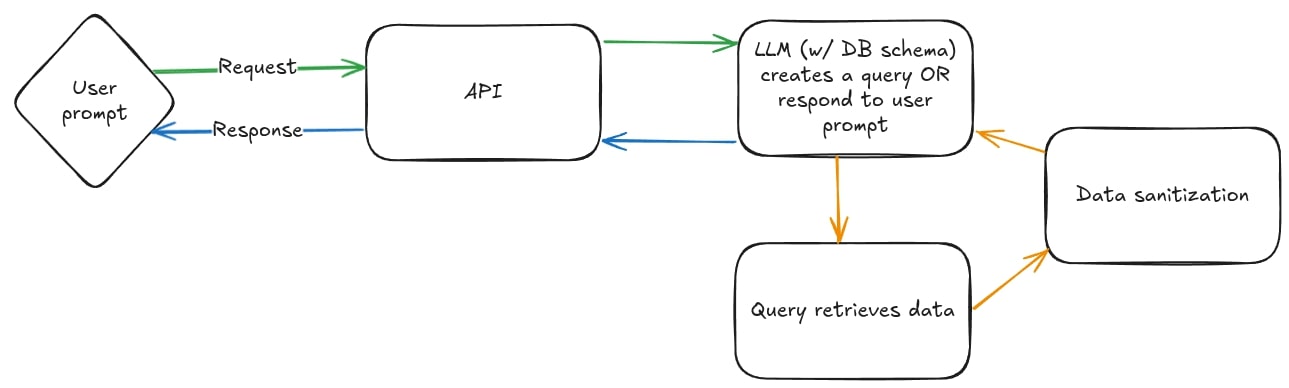 User
prompt
Request
Response
API
LLM (w/ DB schema)
creates a query OR
respond to user
prompt
Data sanitization
Query retrieves data